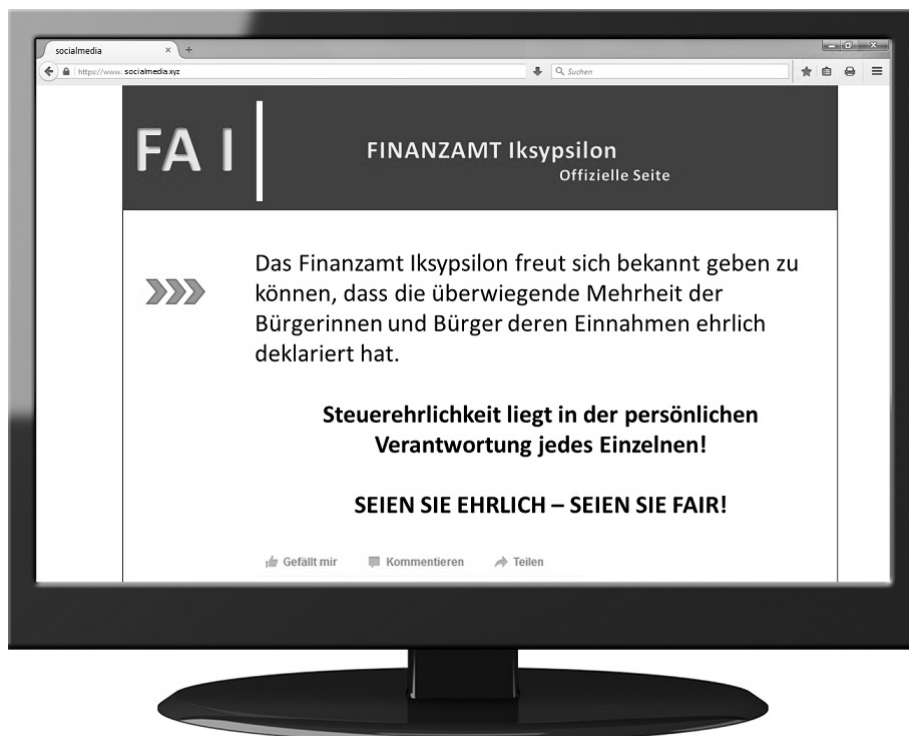 socialmedia
https://www.socialmedia.xyz
Suchen
FA I
FINANZAMT Iksypsilon
Offizielle Seite
Das Finanzamt Iksypsilon freut sich bekannt geben zu
können, dass die überwiegende Mehrheit der
Bürgerinnen und Bürger deren Einnahmen ehrlich
deklariert hat.
Steuerehrlichkeit liegt in der persönlichen
Verantwortung jedes Einzelnen!
SEIEN SIE EHRLICH – SEIEN SIE FAIR!
Gefällt mir Kommentieren Teilen